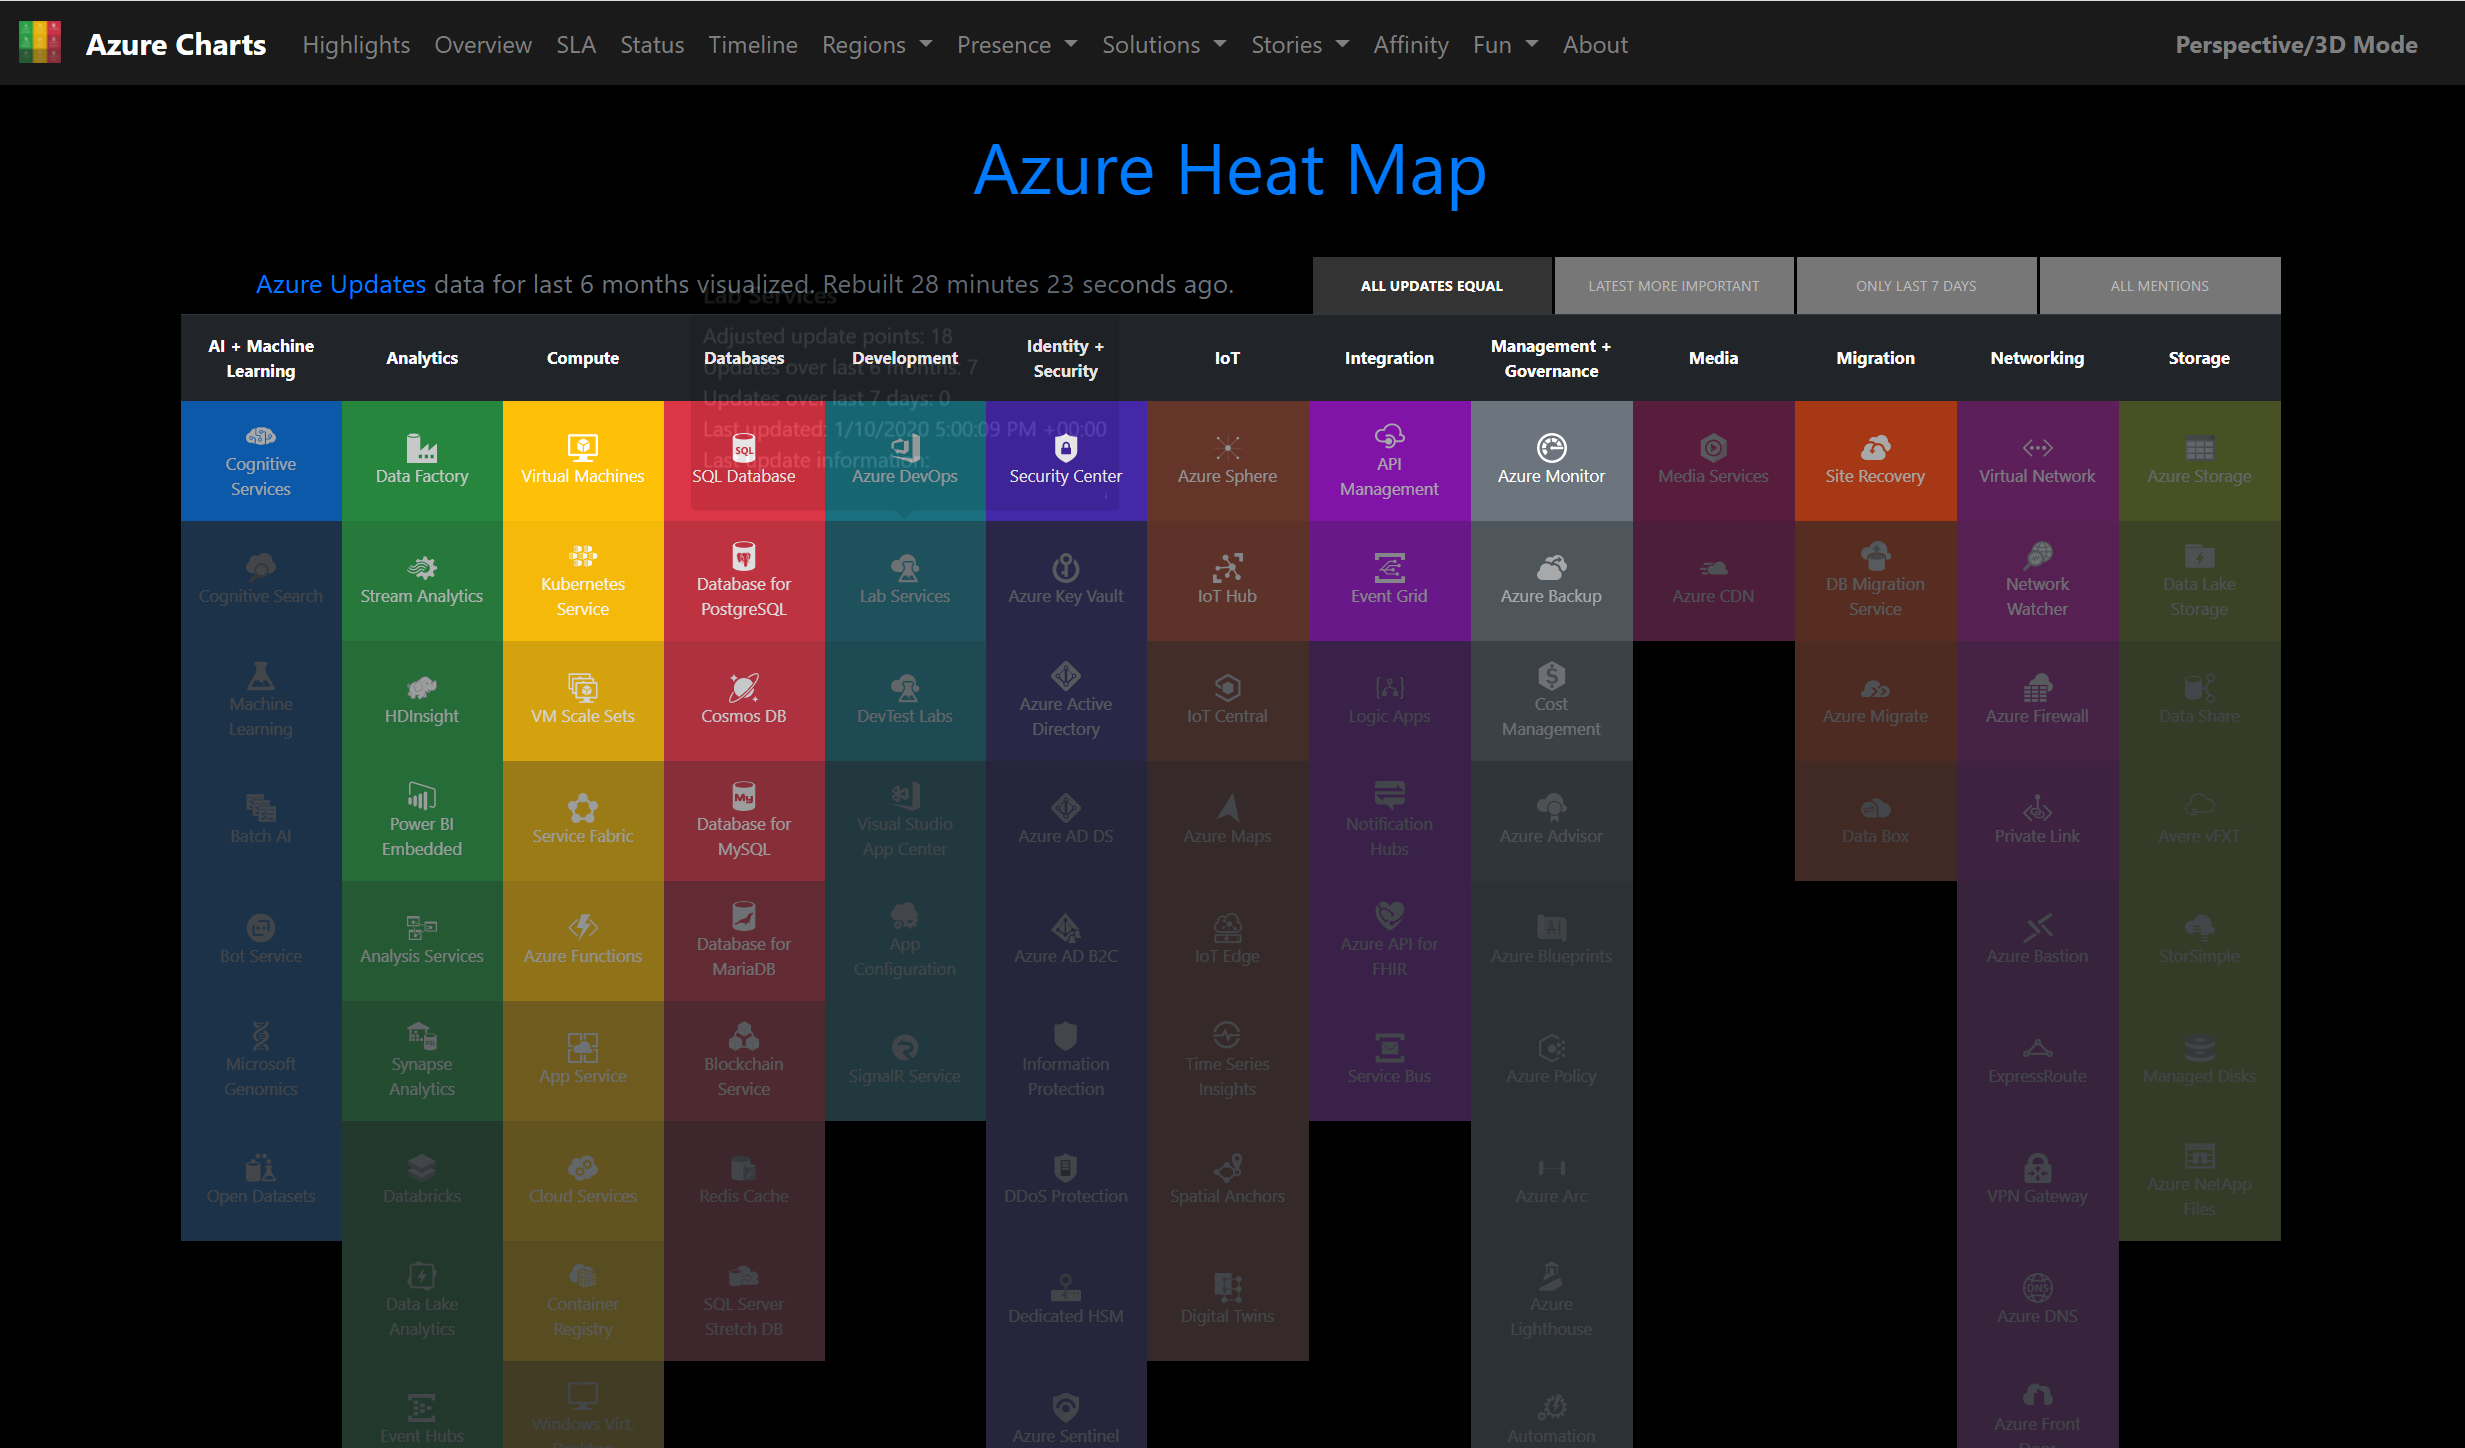 Azure Charts Highlights Overview SLA Status Timeline Regions Presence Solutions Stories Affinity Fun About Perspective/3D Mode
Azure Heat Map
Azure Updates data for last 6 months visualized. Rebuilt 28 minutes 23 seconds ago.
ALL UPDATES EQUAL LATEST MORE IMPORTANT ONLY LAST 7 DAYS ALL MENTIONS
Lab Services
Adjusted update points: 18
Updates over last 6 months: 7
Updates over last 7 days: 0
Last updated: 1/10/2020 5:00:09 PM +00:00
Last update information:
AI + Machine
Learning
Cognitive
Services
Cognitive Search
Machine
Learning
Batch AI
Bot Service
Microsoft
Genomics
Open Datasets
Analytics
Data Factory
Stream Analytics
HDInsight
Power BI
Embedded
Analysis Services
Synapse
Analytics
Databricks
Data Lake
Analytics
Event Hubs
Compute
Virtual Machines
Kubernetes
Service
VM Scale Sets
Service Fabric
Azure Functions
App Service
Cloud Services
Container
Registry
Windows Virt.
Databases
SQL
SQL Database
Database for
PostgreSQL
Cosmos DB
My
Database for
MySQL
Database for
MariaDB
Blockchain
Service
Redis Cache
SQL Server
Stretch DB
Development
Azure DevOps
Lab Services
DevTest Labs
Visual Studio
App Center
App
Configuration
SignalR Service
Identity +
Security
Security Center
Azure Key Vault
Azure Active
Directory
Azure AD DS
Azure AD B2C
Information
Protection
DDoS Protection
Dedicated HSM
Azure Sentinel
IoT
Azure Sphere
IoT Hub
IoT Central
Azure Maps
IoT Edge
Time Series
Insights
Spatial Anchors
Digital Twins
Integration
API
Management
Event Grid
Logic Apps
Notification
Hubs
Azure API for
FHIR
Service Bus
Management +
Governance
Azure Monitor
Azure Backup
Cost
Management
Azure Advisor
Azure Blueprints
Azure Policy
Azure Arc
Azure
Lighthouse
Automation
Media
Media Services
Azure CDN
Migration
Site Recovery
DB Migration
Service
Azure Migrate
Data Box
Networking
Virtual Network
Network
Watcher
Azure Firewall
Private Link
Azure Bastion
ExpressRoute
VPN Gateway
DNS
Azure DNS
Azure Front
Storage
Azure Storage
Data Lake
Storage
Data Share
Avere vFXT
StorSimple
Managed Disks
Azure NetApp
Files